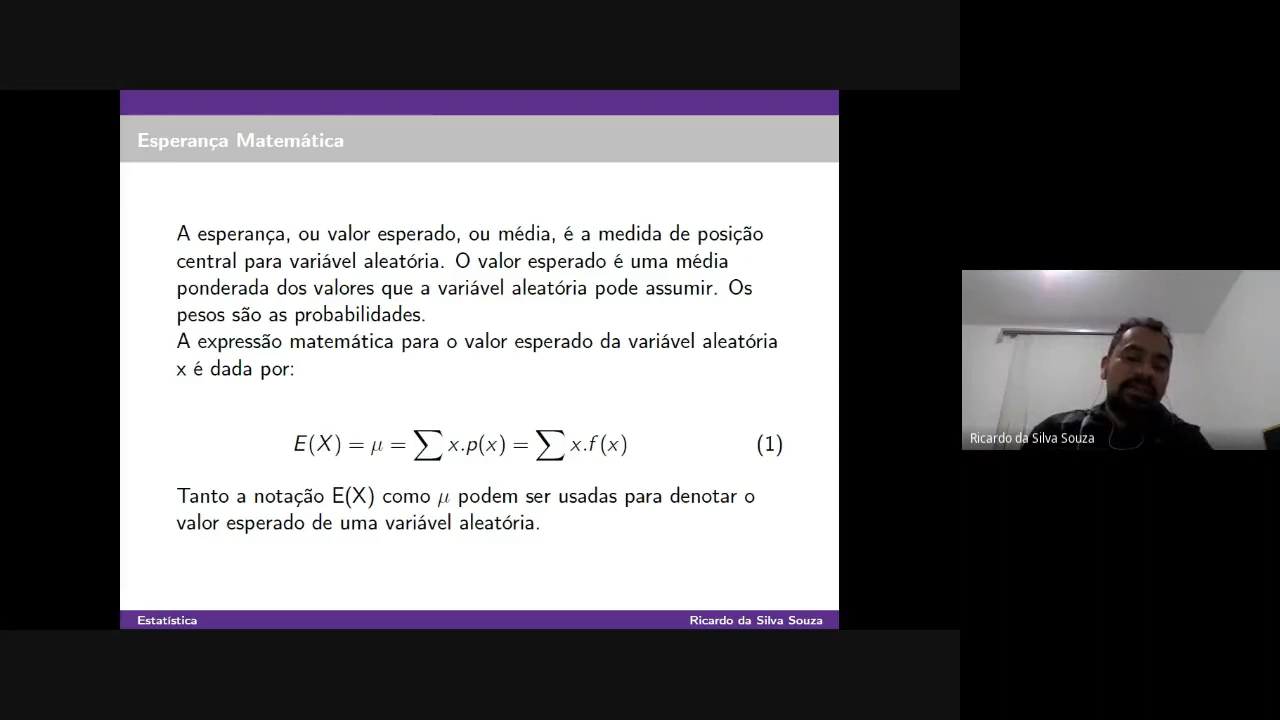 Esperança Matemática
A esperança, ou valor esperado, ou média, é a medida de posição
central para variável aleatória. O valor esperado é uma média
ponderada dos valores que a variável aleatória pode assumir. Os
pesos são as probabilidades.
A expressão matemática para o valor esperado da variável aleatória
x é dada por:
E(X) = μ = ∑ x.p(x) = ∑ x.f(x) (1)
Tanto a notação E(X) como μ podem ser usadas para denotar o
valor esperado de uma variável aleatória.
Estatística Ricardo da Silva Souza
Ricardo da Silva Souza